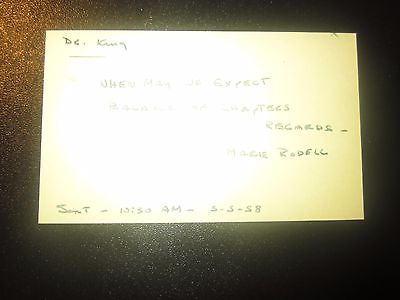 Dr. King
WHEN MAY WE EXPECT
BALANCE OF CHAPTERS
REGARDS -
MARIE RODELL
SENT - 10:50 AM - 5-5-58